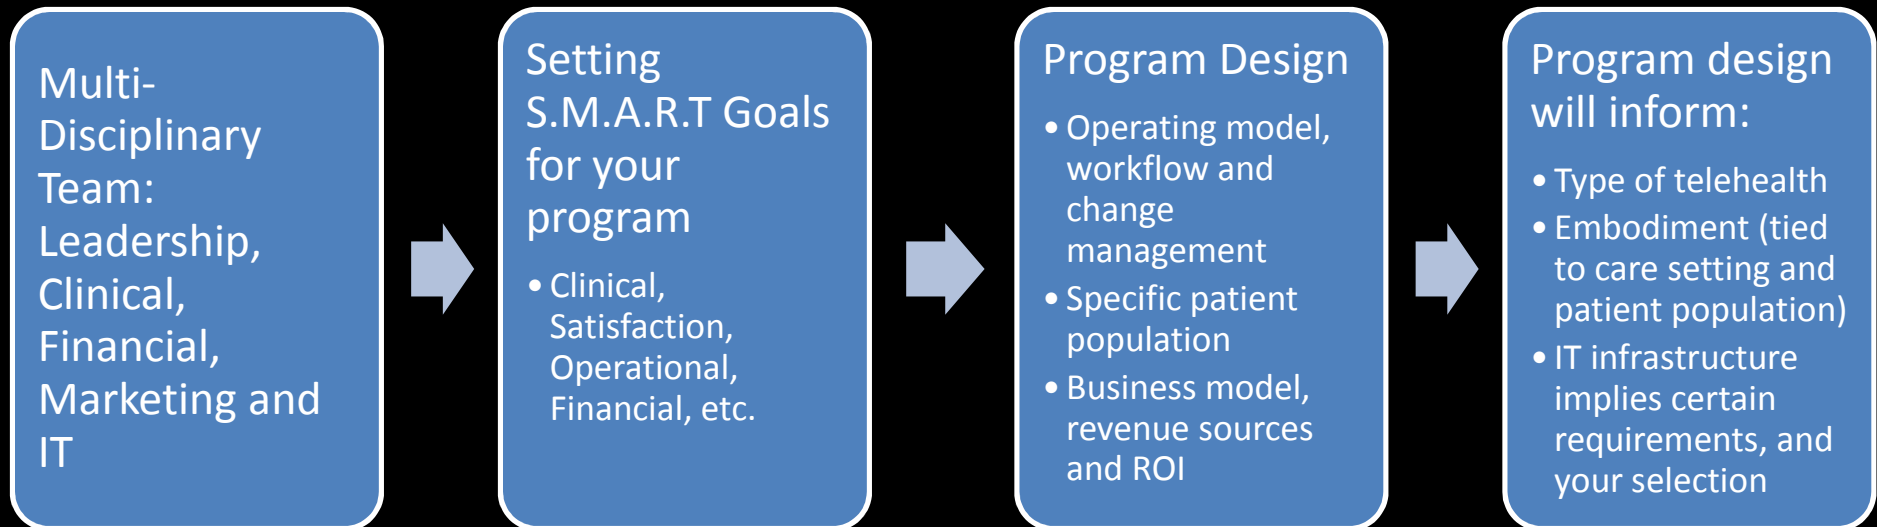 Multi-
Disciplinary
Team:
Leadership,
Clinical,
Financial,
Marketing and
IT
Setting
S.M.A.R.T Goals
for your
program
• Clinical,
Satisfaction,
Operational,
Financial, etc.
Program Design
• Operating model,
workflow and
change
management
• Specific patient
population
• Business model,
revenue sources
and ROI
Program design
will inform:
• Type of telehealth
• Embodiment (tied
to care setting and
patient population)
• IT infrastructure
implies certain
requirements, and
your selection